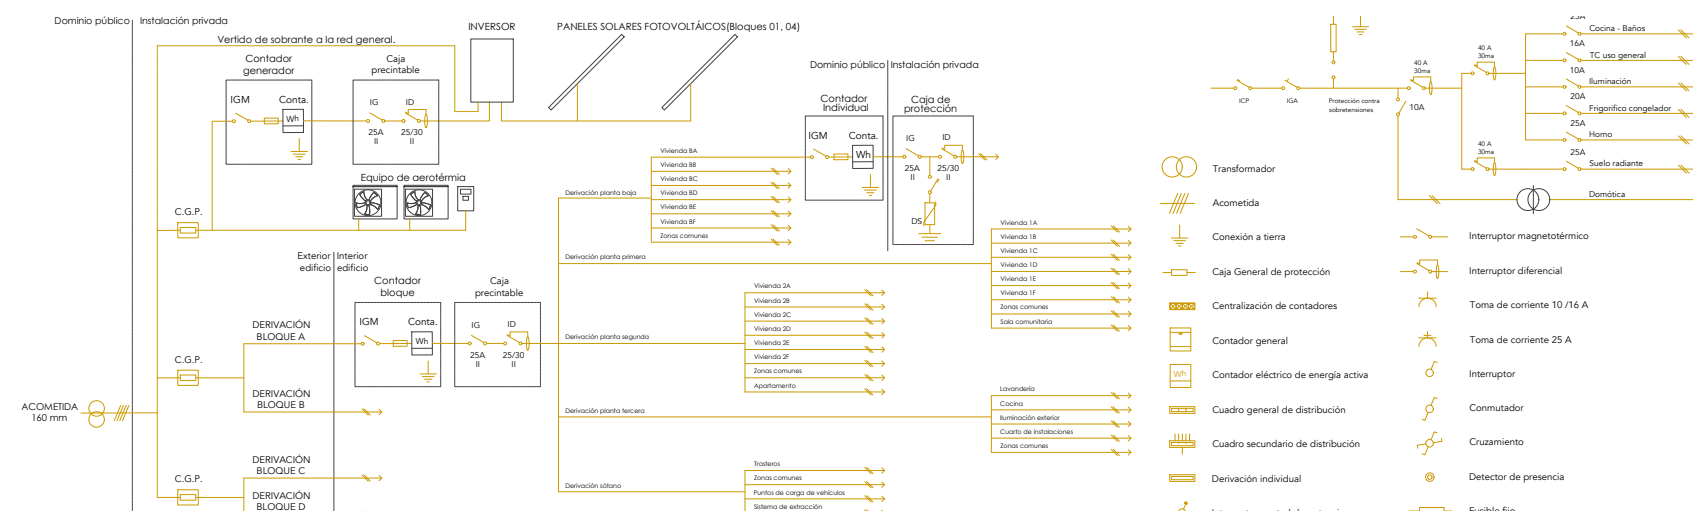 Dominio público
Instalación privada
Vertido de sobrante a la red general.
INVERSOR
PANELES SOLARES FOTOVOLTÁICOS(Bloques 01, 04)
Contador
generador
Caja
precintable
IGM
Conta.
Wh
IG
ID
25A
II
25/30
II
Equipo de aerotérmia
C.G.P.
Dominio público
Instalación privada
Contador
Individual
Caja de
protección
IGM
Conta.
Wh
IG
ID
25A
II
25/30
II
DS
Exterior
edificio
Interior
edificio
Contador
bloque
Caja
precintable
IGM
Conta.
Wh
IG
ID
25A
II
25/30
II
DERIVACIÓN
BLOQUE A
C.G.P.
DERIVACIÓN
BLOQUE B
ACOMETIDA
160 mm
DERIVACIÓN
BLOQUE C
C.G.P.
DERIVACIÓN
BLOQUE D
Derivación planta baja
Vivienda BA
Vivienda BB
Vivienda BC
Vivienda BD
Vivienda BE
Vivienda BF
Zonas comunes
Derivación planta primera
Vivienda 1A
Vivienda 1B
Vivienda 1C
Vivienda 1D
Vivienda 1E
Vivienda 1F
Zonas comunes
Sala comunitaria
Derivación planta segunda
Vivienda 2A
Vivienda 2B
Vivienda 2C
Vivienda 2D
Vivienda 2E
Vivienda 2F
Zonas comunes
Apartamento
Derivación planta tercera
Lavandería
Cocina
Iluminación exterior
Cuarto de instalaciones
Zonas comunes
Derivación sótano
Trasteros
Zonas comunes
Puntos de carga de vehículos
Sistema de extracción
ICP
IGA
Protección contra
sobretensiones
40 A
30ma
10A
40 A
30ma
40 A
30ma
25A
Cocina - Baños
16A
TC uso general
10A
Iluminación
20A
Frigorifico congelador
25A
Horno
25A
Suelo radiante
Domótica
Transformador
Acometida
Conexión a tierra
Caja General de protección
Centralización de contadores
Contador general
Wh
Contador eléctrico de energía activa
Cuadro general de distribución
Cuadro secundario de distribución
Derivación individual
Interruptor magnetotérmico
Interruptor diferencial
Toma de corriente 10 /16 A
Toma de corriente 25 A
Interruptor
Conmutador
Cruzamiento
Detector de presencia
Fusible fijo